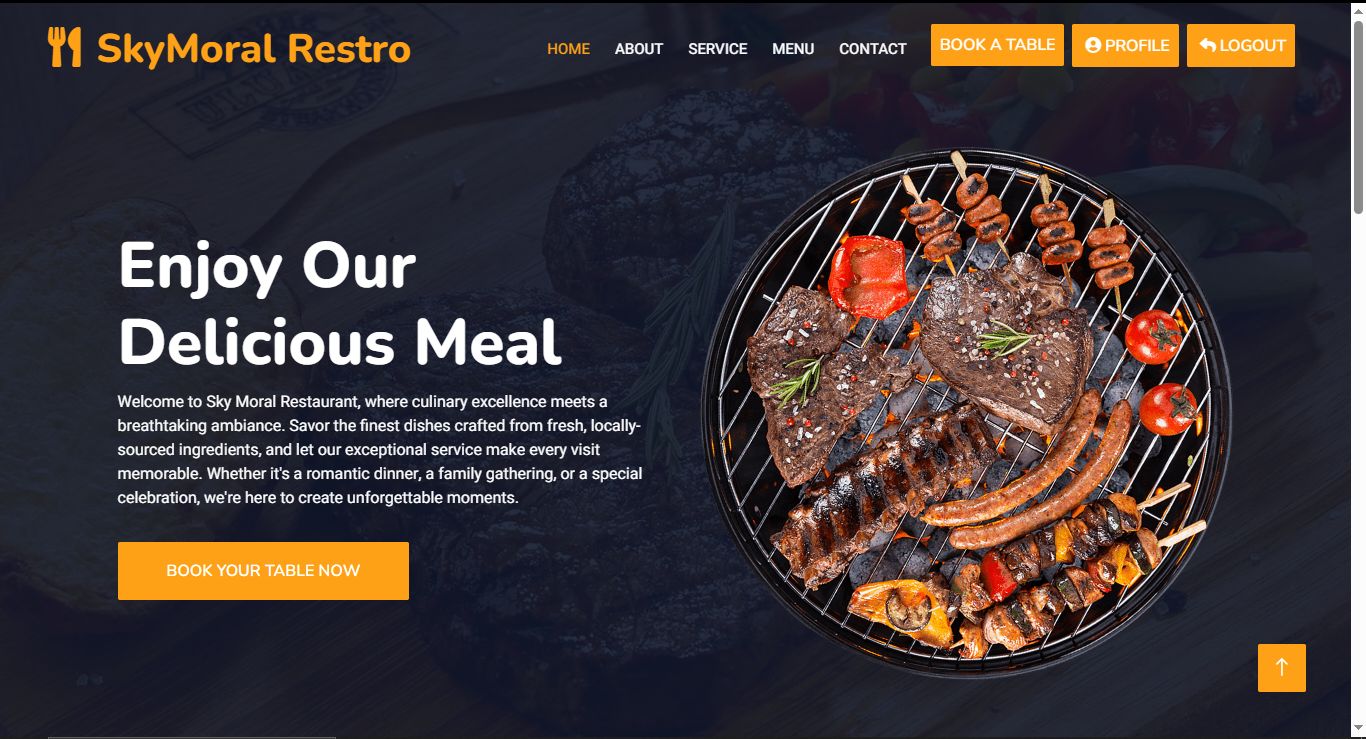 SkyMoral Restro
HOME ABOUT SERVICE MENU CONTACT BOOK A TABLE PROFILE LOGOUT
Enjoy Our
Delicious Meal
Welcome to Sky Moral Restaurant, where culinary excellence meets a
breathtaking ambiance. Savor the finest dishes crafted from fresh, locally-
sourced ingredients, and let our exceptional service make every visit
memorable. Whether it's a romantic dinner, a family gathering, or a special
celebration, we're here to create unforgettable moments.
BOOK YOUR TABLE NOW